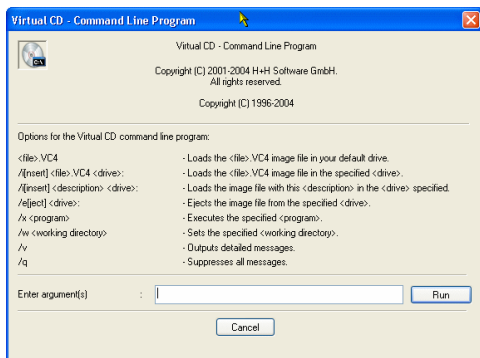 Virtual CD - Command Line Program
Virtual CD - Command Line Program
Copyright (C) 2001-2004 H+H Software GmbH.
All rights reserved.
Copyright (C) 1996-2004
C:\
Options for the Virtual CD command line program:
<file>.VC4 - Loads the <file>.VC4 image file in your default drive.
/i[nsert] <file>.VC4 <drive>: - Loads the <file>.VC4 image file in the specified <drive>.
/i[insert] <description> <drive>: - Loads the image file with this <description> in the <drive> specified.
/e[ject] <drive>: - Ejects the image file from the specified <drive>.
/x <program> - Executes the specified <program>.
/w <working directory> - Sets the specified <working directory>.
/v - Outputs detailed messages.
/q - Suppresses all messages.
Enter argument(s) : Run
Cancel